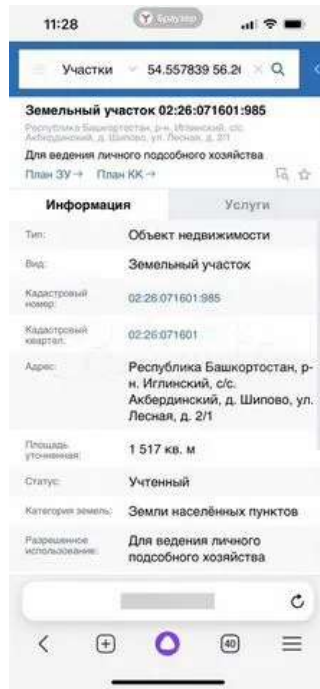 11:28
Браузер
Участки 54.557839 56.2
Земельный участок 02:26:071601:985
Республика Башкортостан, р-н. Иглинский, с/с.
Акбердинский, д. Шипово, ул. Лесная, д. 2/1
Для ведения личного подсобного хозяйства
План ЗУ → План КК →
Информация Услуги
Тип: Объект недвижимости
Вид: Земельный участок
Кадастровый номер: 02:26:071601:985
Кадастровый квартал: 02:26:071601
Адрес: Республика Башкортостан, р-
н. Иглинский, с/с.
Акбердинский, д. Шипово, ул.
Лесная, д. 2/1
Площадь уточненная: 1 517 кв. м
Статус: Учтенный
Категория земель: Земли населённых пунктов
Разрешенное использование: Для ведения личного
подсобного хозяйства
40